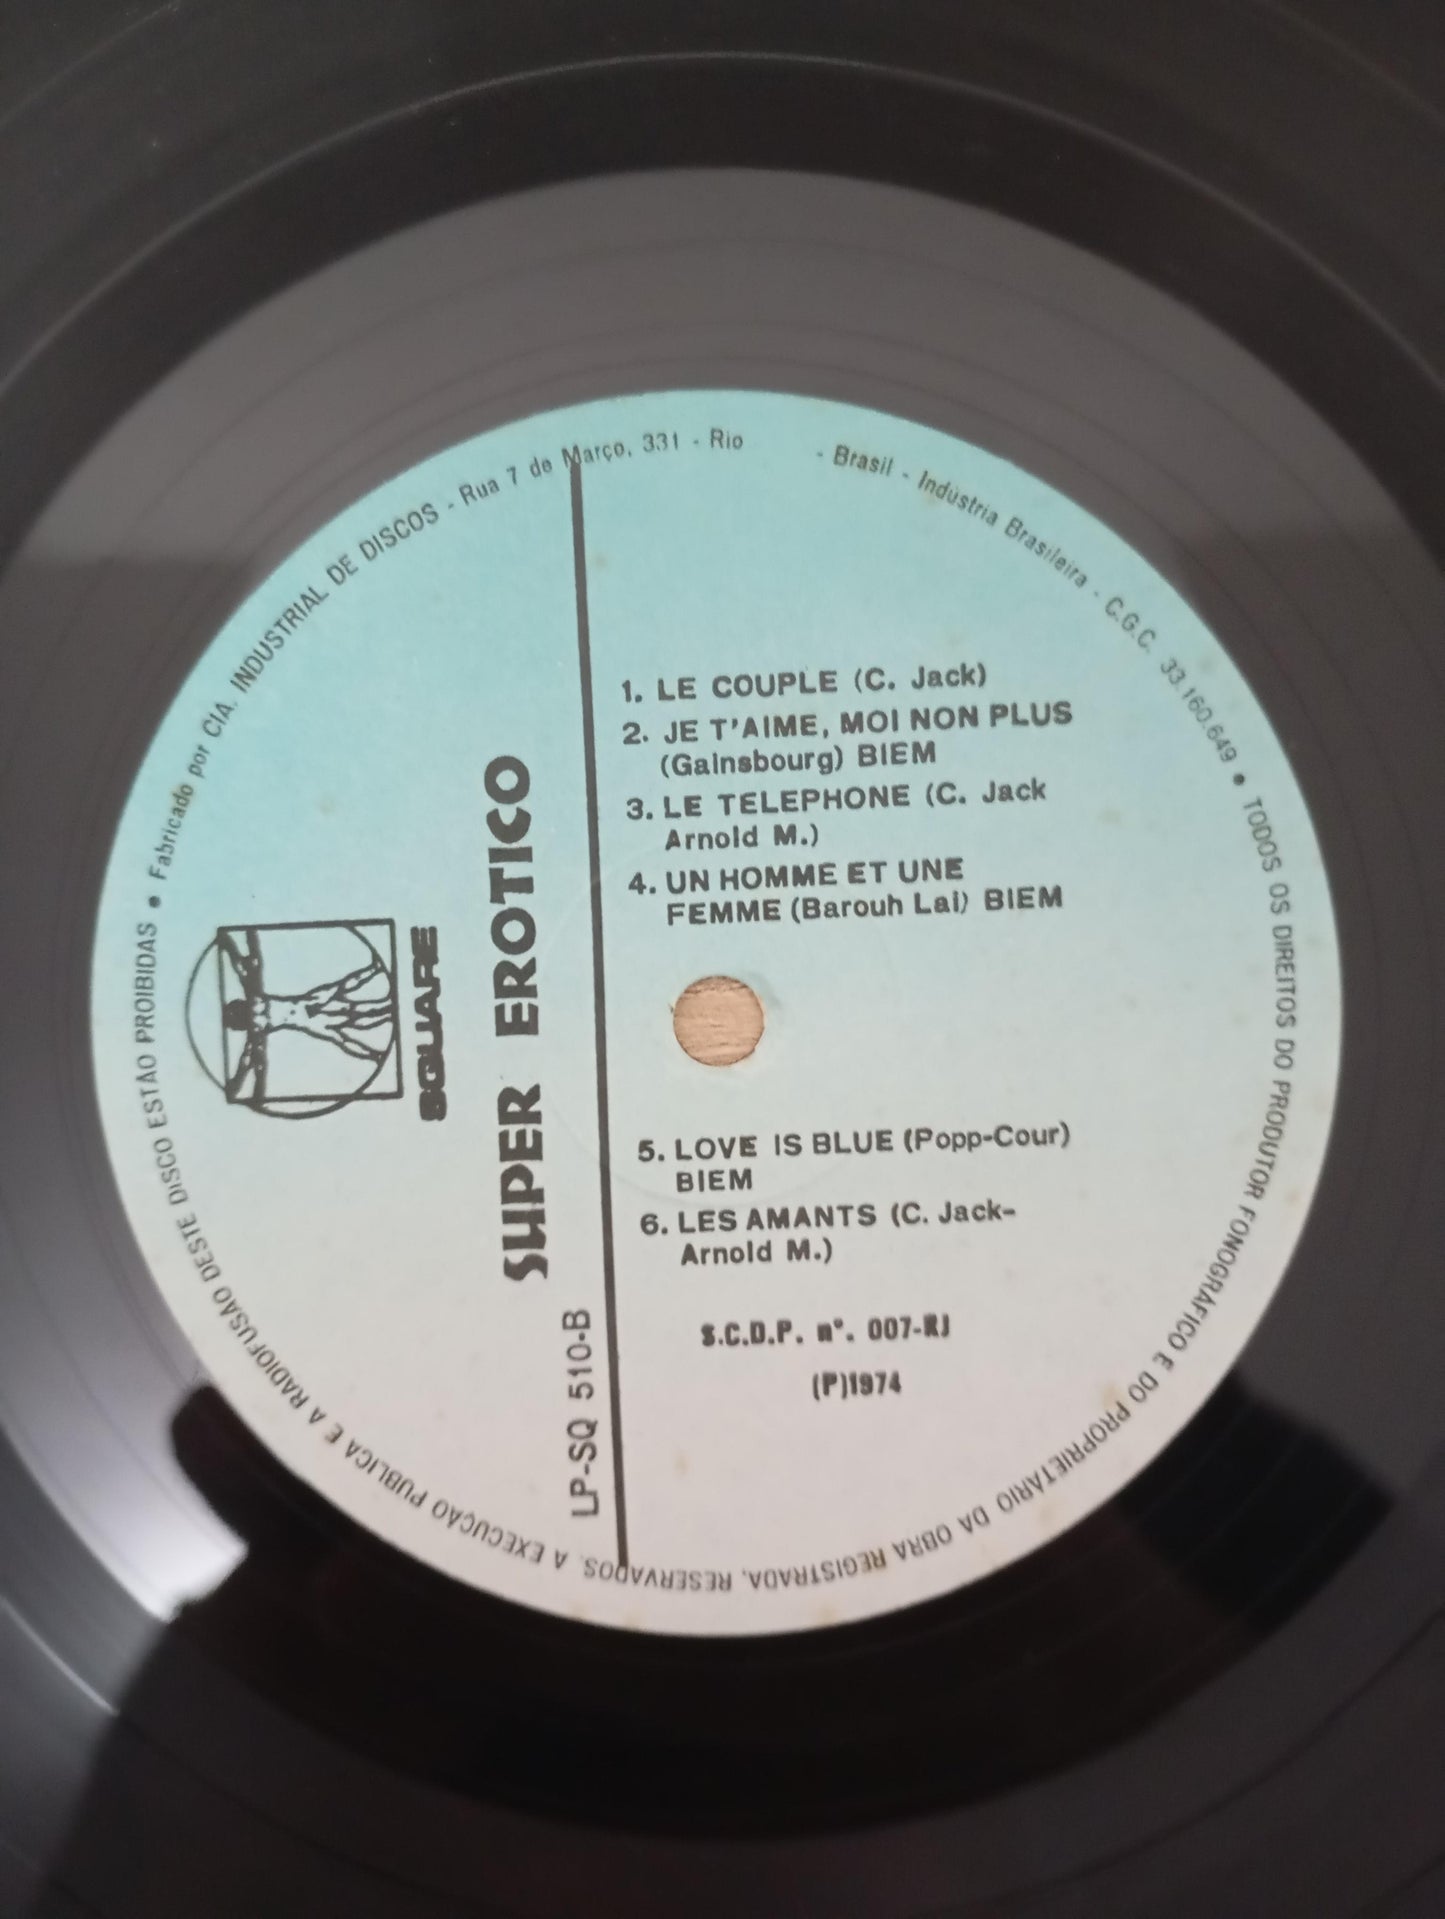 SQUARE
SUPER EROTICO
LP-SQ 510-B
1. LE COUPLE (C. Jack)
2. JE T'AIME, MOI NON PLUS
(Gainsbourg) BIEM
3. LE TELEPHONE (C. Jack
Arnold M.)
4. UN HOMME ET UNE
FEMME (Barouh Lai) BIEM
5. LOVE IS BLUE (Popp-Cour)
BIEM
6. LES AMANTS (C. Jack-
Arnold M.)
S.C.D.P. nº. 007-RJ
(P)1974
• Fabricado por CIA. INDUSTRIAL DE DISCOS - Rua 7 de Março, 331 - Rio - Brasil - Indústria Brasileira - C.G.C. 33.160.649 • TODOS OS DIREITOS DO PRODUTOR FONOGRÁFICO E DO PROPRIETÁRIO DA OBRA REGISTRADA, RESERVADOS. A EXECUÇÃO PÚBLICA E A RADIOFUSÃO DESTE DISCO ESTÃO PROIBIDAS